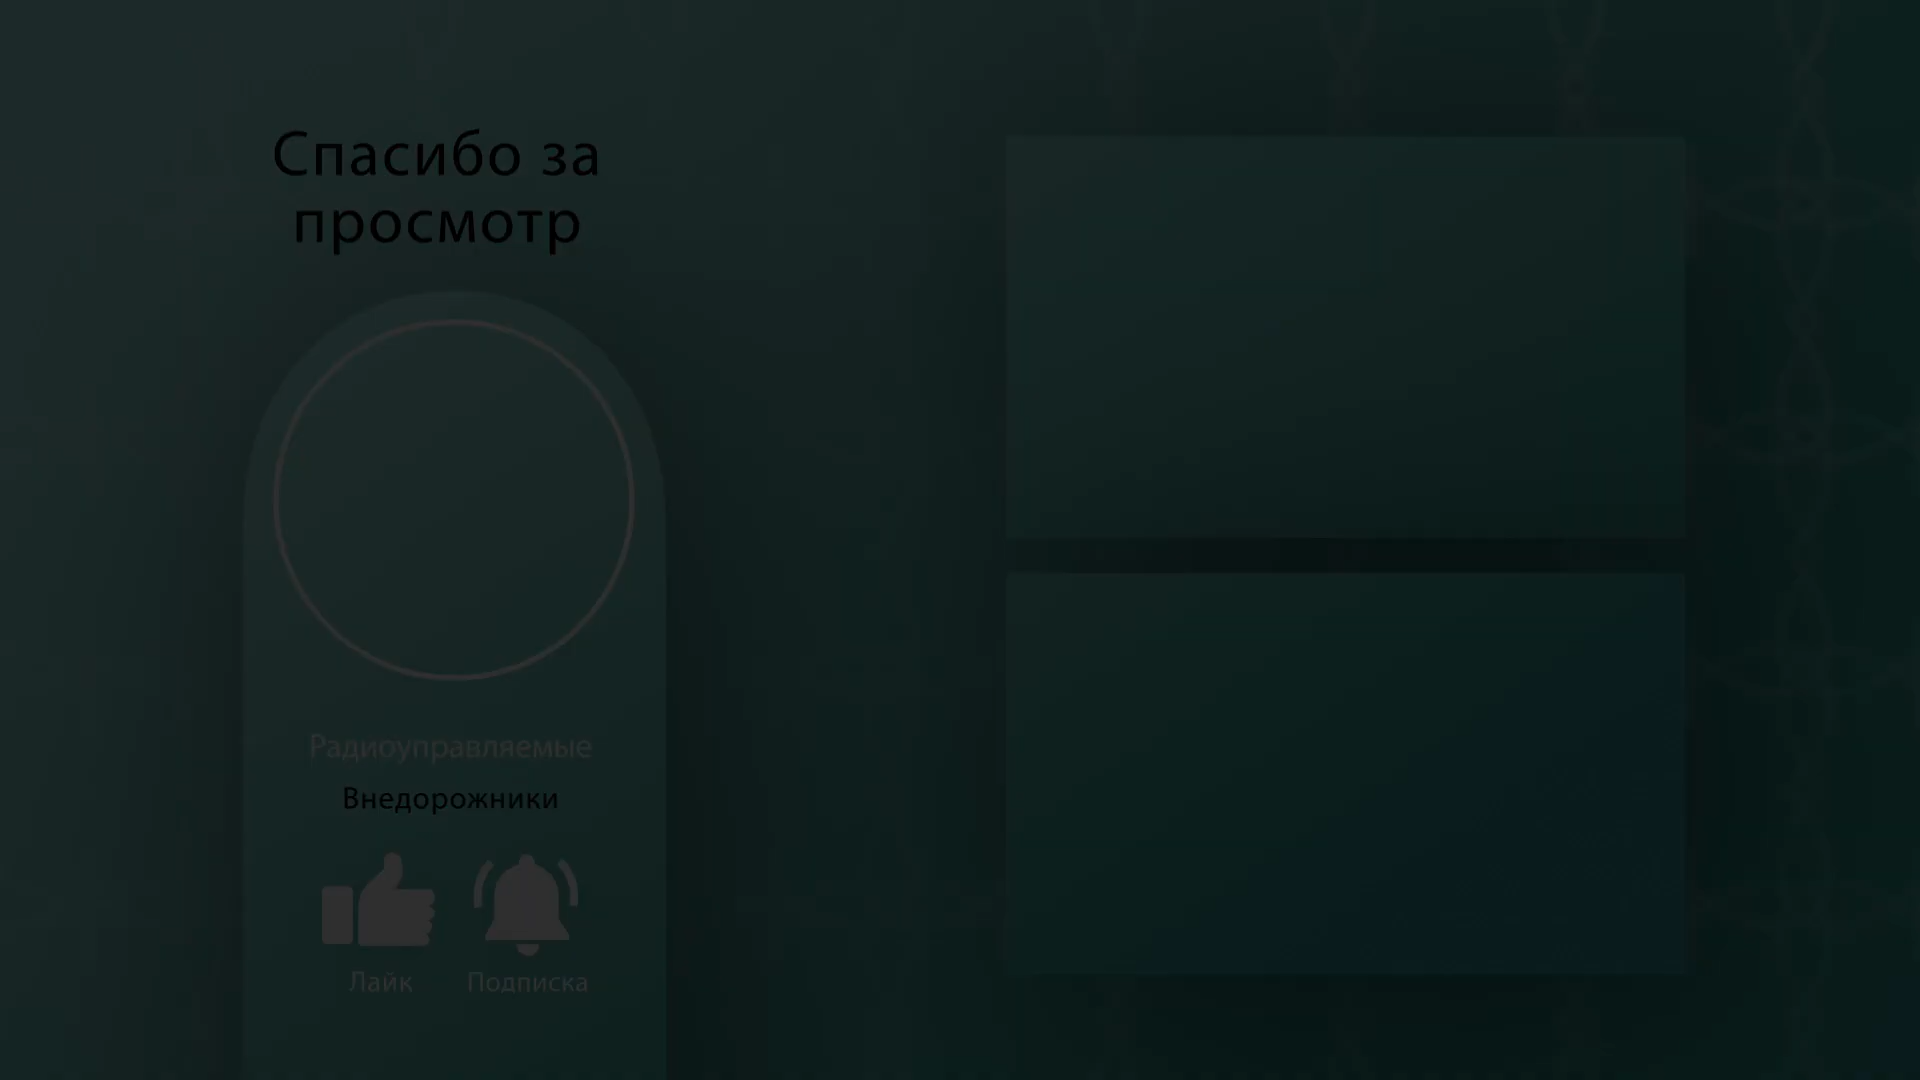 Спасибо за
просмотр
Радиоуправляемые
Внедорожники
Лайк
Подписка